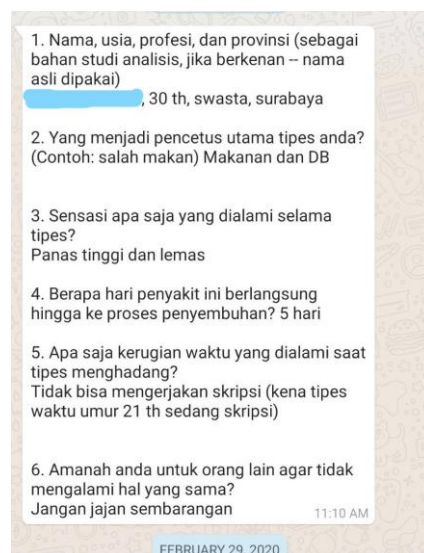 1. Nama, usia, profesi, dan provinsi (sebagai
bahan studi analisis, jika berkenan -- nama
asli dipakai)
, 30 th, swasta, surabaya
2. Yang menjadi pencetus utama tipes anda?
(Contoh: salah makan) Makanan dan DB
3. Sensasi apa saja yang dialami selama
tipes?
Panas tinggi dan lemas
4. Berapa hari penyakit ini berlangsung
hingga ke proses penyembuhan? 5 hari
5. Apa saja kerugian waktu yang dialami saat
tipes menghadang?
Tidak bisa mengerjakan skripsi (kena tipes
waktu umur 21 th sedang skripsi)
6. Amanah anda untuk orang lain agar tidak
mengalami hal yang sama?
Jangan jajan sembarangan
11:10 AM
FEBRUARY 29, 2020